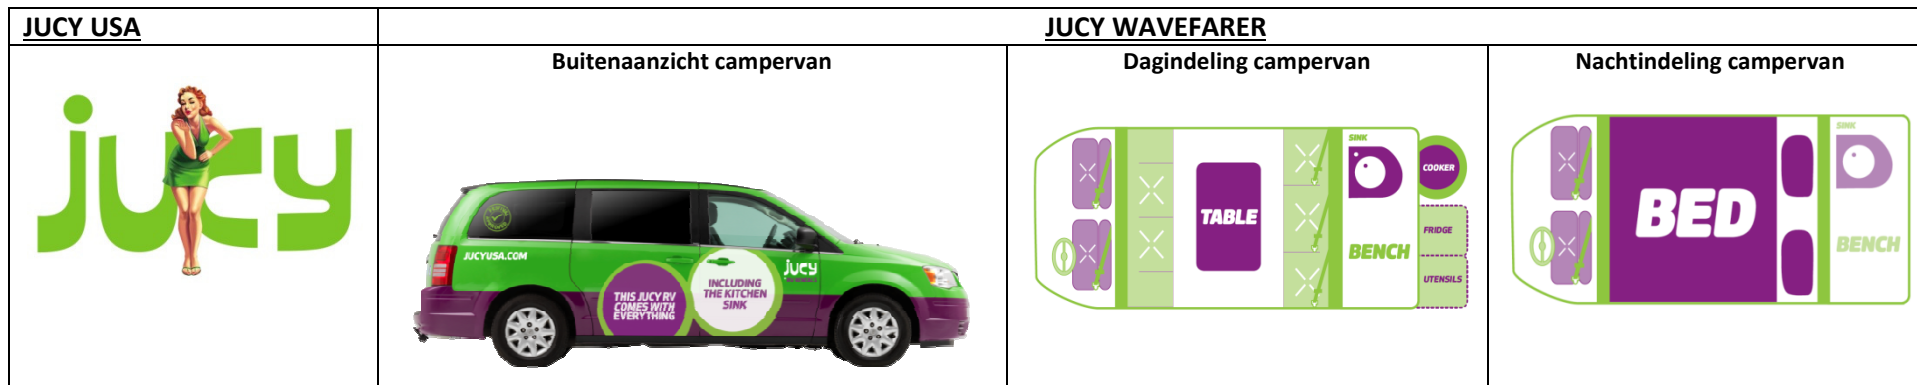 JUCY USA
JUCY WAVEFARER
Buitenaanzicht campervan
Dagindeling campervan
Nachtindeling campervan
jucy
JUCYUSA.COM
jucy
THIS JUCY RV
COMES WITH
EVERYTHING
INCLUDING
THE KITCHEN
SINK
SINK
COOKER
TABLE
FRIDGE
BENCH
UTENSILS
SINK
BED
BENCH